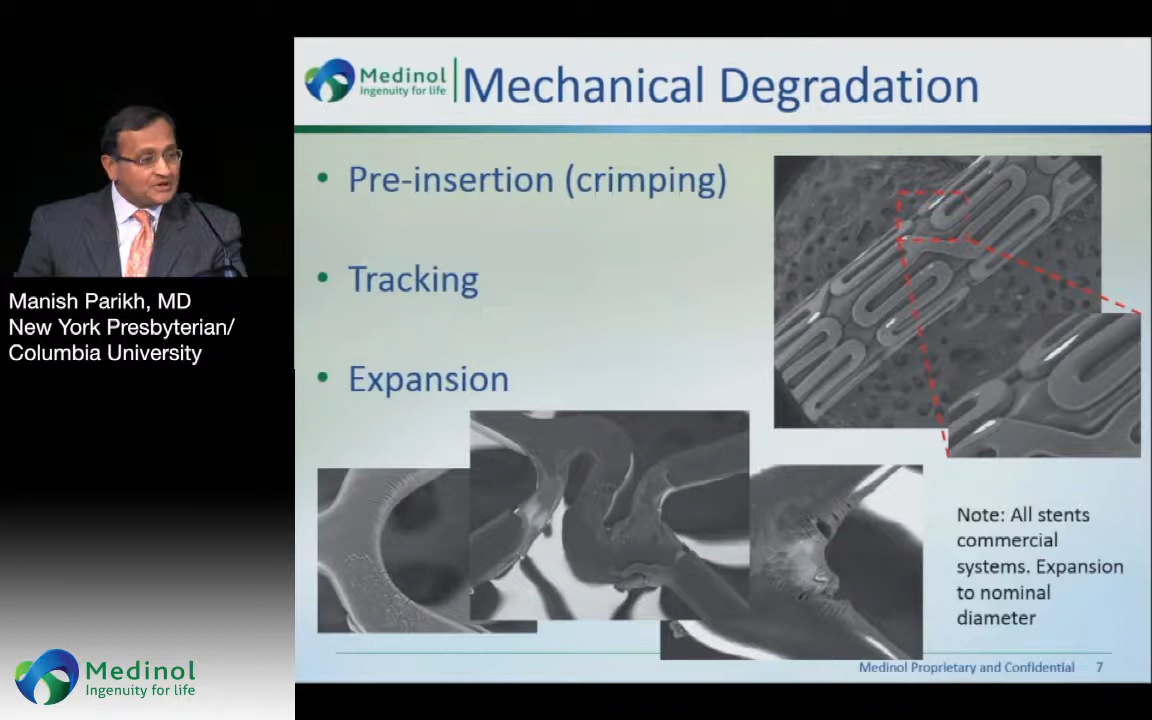 Medinol
Ingenuity for life
Mechanical Degradation
• Pre-insertion (crimping)
• Tracking
• Expansion
Manish Parikh, MD
New York Presbyterian/
Columbia University
Note: All stents
commercial
systems. Expansion
to nominal
diameter
Medinol
Ingenuity for life
Medinol Proprietary and Confidential 7